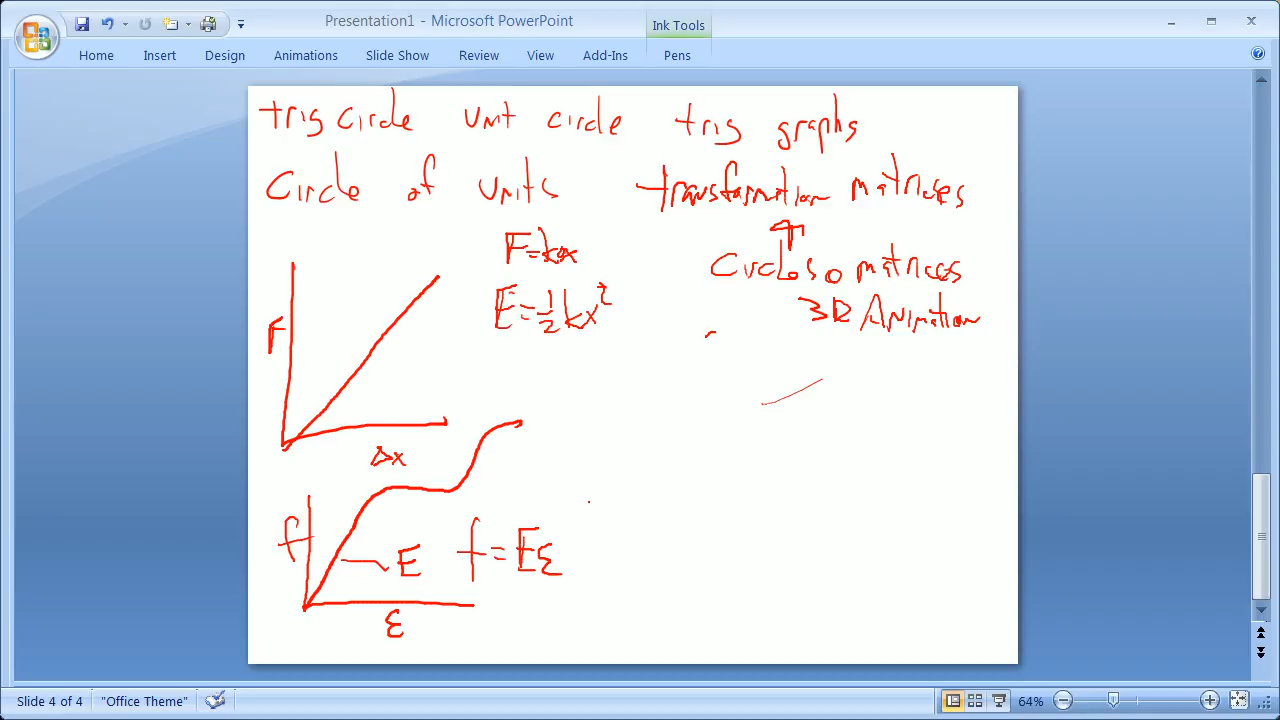 Presentation1 - Microsoft PowerPoint
Ink Tools
Home Insert Design Animations Slide Show Review View Add-Ins Pens
trig circle unit circle trig graphs
Circle of units transformation matrices
F=kx
matrices
E=1/2kx²
3D Animation
F
Δx
f
E
f=Eε
ε
Slide 4 of 4 "Office Theme" 64%